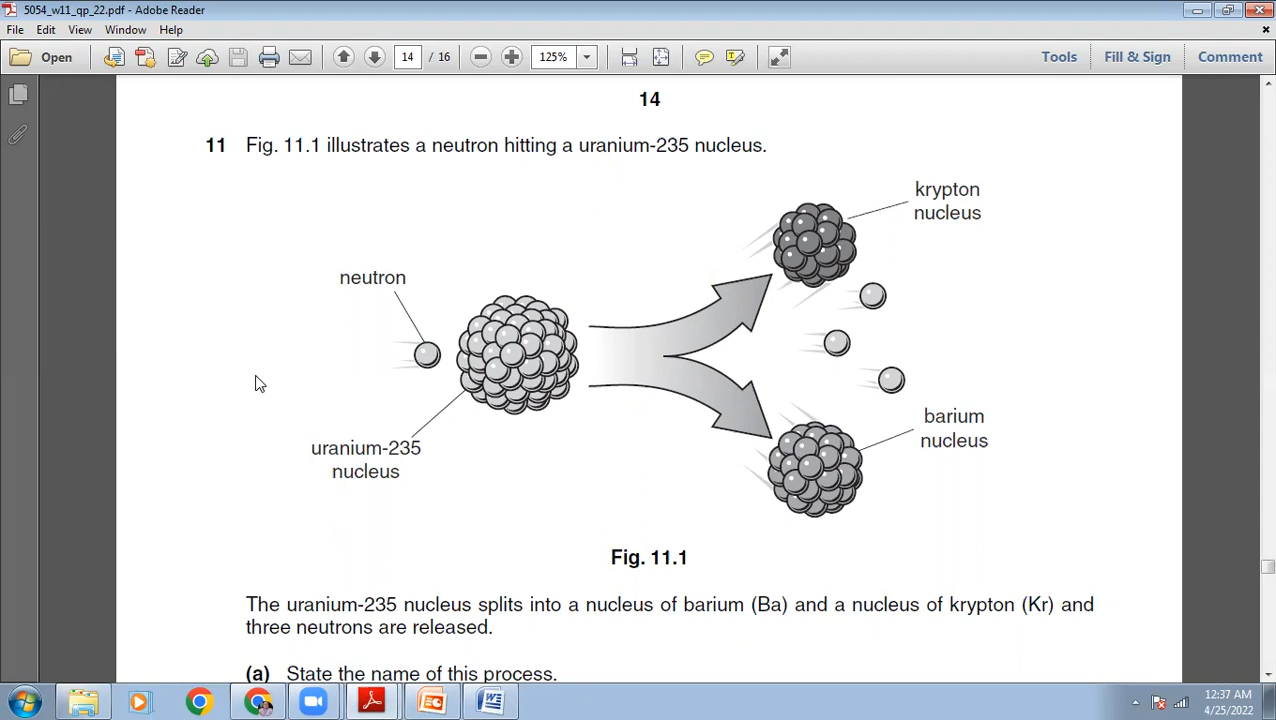 5054_w11_qp_22.pdf - Adobe Reader
File Edit View Window Help
Open 14 / 16 125% Tools Fill & Sign Comment
14
11 Fig. 11.1 illustrates a neutron hitting a uranium-235 nucleus.
krypton
nucleus
neutron
uranium-235
nucleus
barium
nucleus
Fig. 11.1
The uranium-235 nucleus splits into a nucleus of barium (Ba) and a nucleus of krypton (Kr) and
three neutrons are released.
(a) State the name of this process.
12:37 AM
4/25/2022